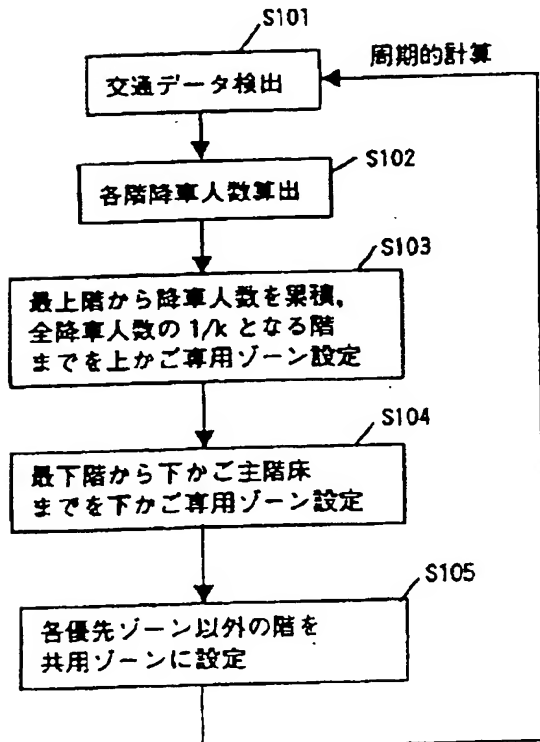 S101
周期的計算
交通データ検出
S102
各階降車人数算出
S103
最上階から降車人数を累積,
全降車人数の1/kとなる階
までを上かご専用ゾーン設定
S104
最下階から下かご主階床
までを下かご専用ゾーン設定
S105
各優先ゾーン以外の階を
共用ゾーンに設定